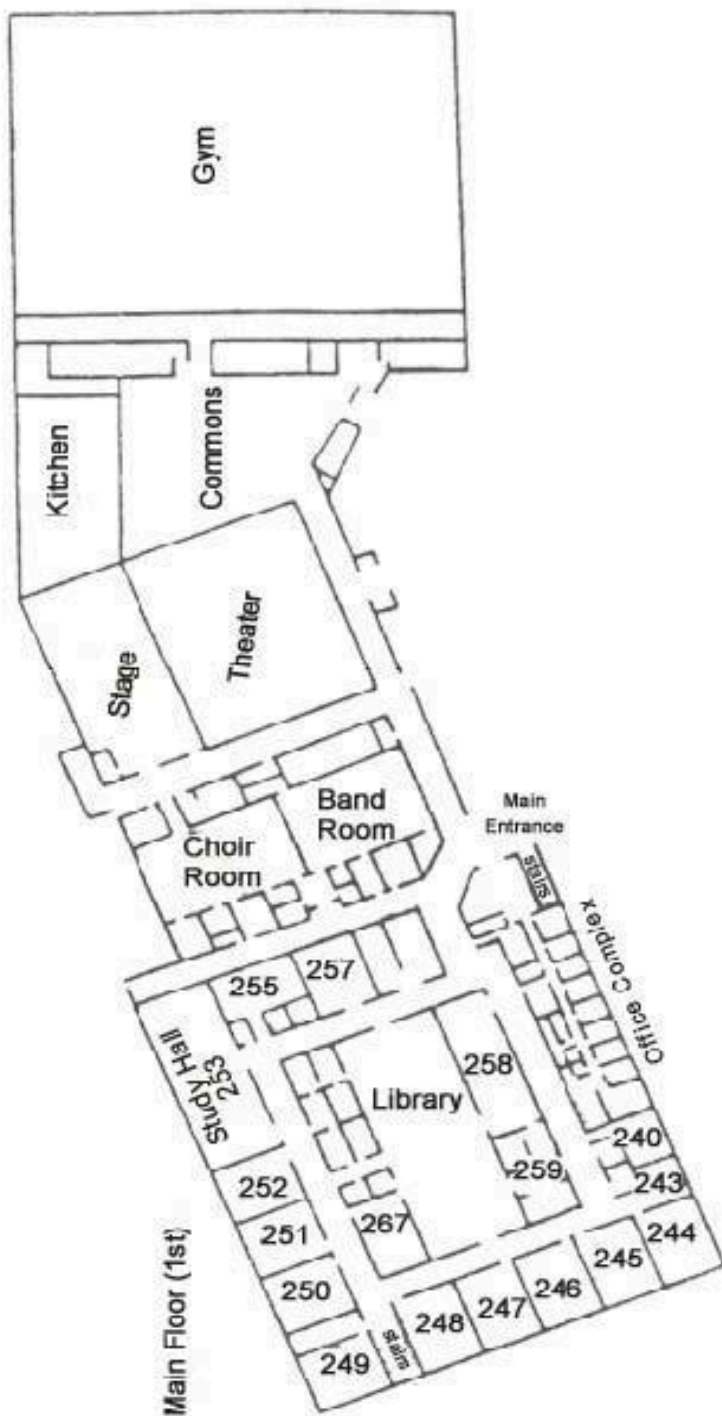 Gym
Kitchen
Commons
Stage
Theater
Band
Room
Choir
Room
Main
Entrance
stairs
Office Complex
255
257
Study Hall
253
258
Library
259
240
243
252
251
267
244
245
250
246
247
248
249
stairs
Main Floor (1st)